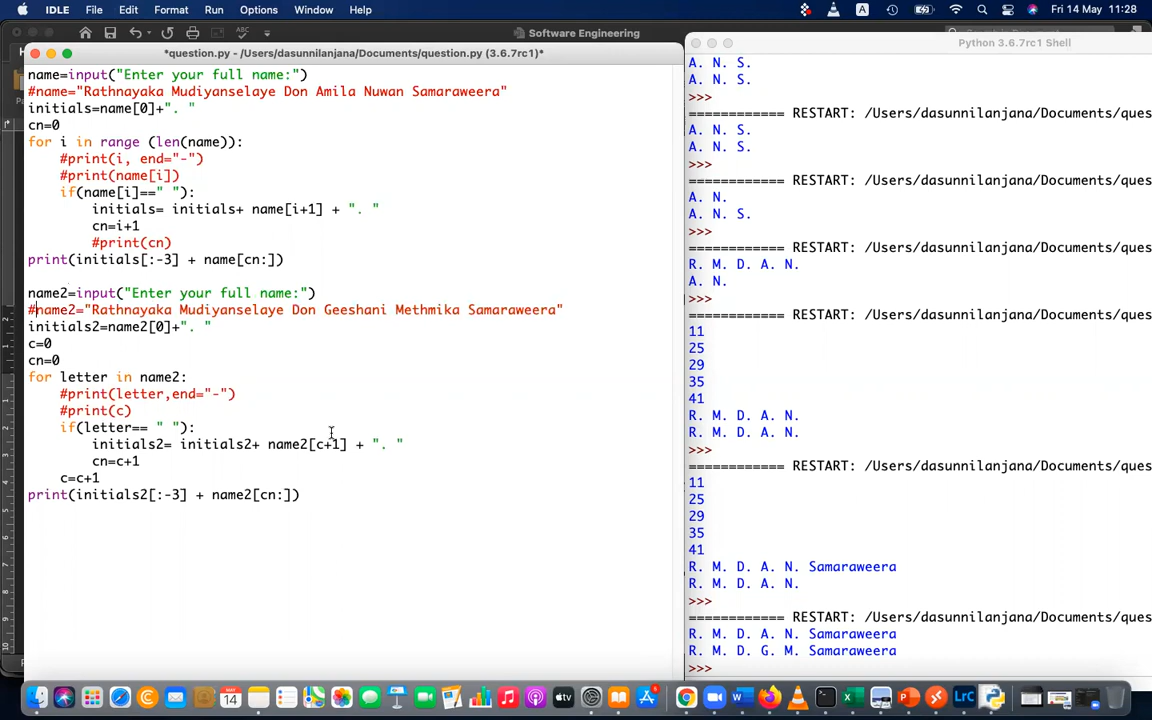 IDLE File Edit Format Run Options Window Help
A
Fri 14 May 11:28
Software Engineering
*question.py - /Users/dasunnilanjana/Documents/question.py (3.6.7rc1)*
name=input("Enter your full name:")
#name="Rathnayaka Mudiyanselaye Don Amila Nuwan Samaraweera"
initials=name[0]+". "
cn=0
for i in range (len(name)):
    #print(i, end="-")
    #print(name[i])
    if(name[i]==" "):
        initials= initials+ name[i+1] + ". "
        cn=i+1
        #print(cn)
print(initials[:-3] + name[cn:])
name2=input("Enter your full name:")
#name2="Rathnayaka Mudiyanselaye Don Geeshani Methmika Samaraweera"
initials2=name2[0]+". "
c=0
cn=0
for letter in name2:
    #print(letter,end="-")
    #print(c)
    if(letter== " "):
        initials2= initials2+ name2[c+1] + ". "
        cn=c+1
    c=c+1
print(initials2[:-3] + name2[cn:])
Python 3.6.7rc1 Shell
A. N. S.
A. N. S.
>>>
============ RESTART: /Users/dasunnilanjana/Documents/ques
A. N. S.
A. N. S.
>>>
============ RESTART: /Users/dasunnilanjana/Documents/ques
A. N.
A. N. S.
>>>
============ RESTART: /Users/dasunnilanjana/Documents/ques
R. M. D. A. N.
A. N.
>>>
============ RESTART: /Users/dasunnilanjana/Documents/ques
11
25
29
35
41
R. M. D. A. N.
R. M. D. A. N.
>>>
============ RESTART: /Users/dasunnilanjana/Documents/ques
11
25
29
35
41
R. M. D. A. N. Samaraweera
R. M. D. A. N.
>>>
============ RESTART: /Users/dasunnilanjana/Documents/ques
R. M. D. A. N. Samaraweera
R. M. D. G. M. Samaraweera
>>>
14
tv
LrC